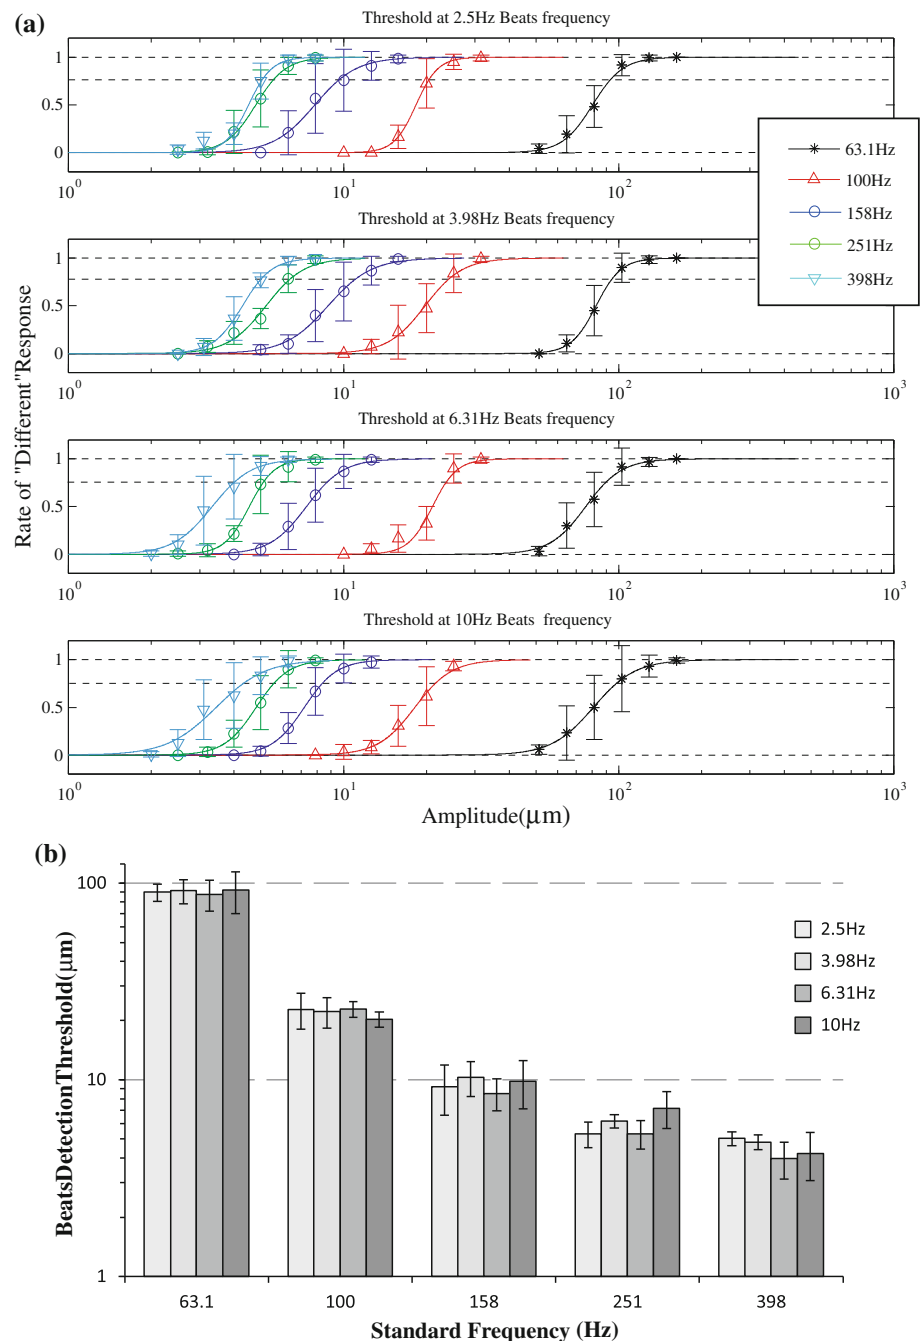 (a)
Threshold at 2.5Hz Beats frequency
1
0.5
0
10^0
10^1
10^2
63.1Hz
100Hz
158Hz
251Hz
398Hz
Threshold at 3.98Hz Beats frequency
1
0.5
0
10^0
10^1
10^2
10^3
Rate of "Different"Response
Threshold at 6.31Hz Beats frequency
1
0.5
0
10^0
10^1
10^2
10^3
Threshold at 10Hz Beats frequency
1
0.5
0
10^0
10^1
10^2
10^3
Amplitude(μm)
(b)
BeatsDetectionThreshold(μm)
100
10
1
2.5Hz
3.98Hz
6.31Hz
10Hz
63.1
100
158
251
398
Standard Frequency (Hz)